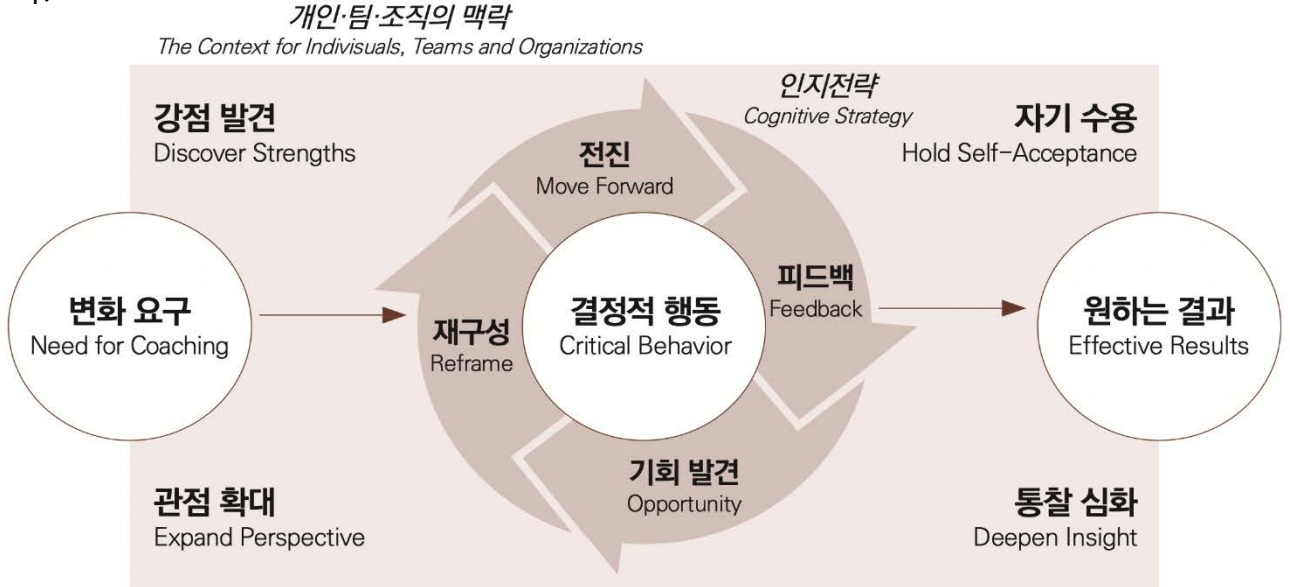 개인·팀·조직의 맥락
The Context for Indivisuals, Teams and Organizations
인지전략
Cognitive Strategy
강점 발견
Discover Strengths
자기 수용
Hold Self-Acceptance
전진
Move Forward
변화 요구
Need for Coaching
재구성
Reframe
결정적 행동
Critical Behavior
피드백
Feedback
원하는 결과
Effective Results
기회 발견
Opportunity
관점 확대
Expand Perspective
통찰 심화
Deepen Insight